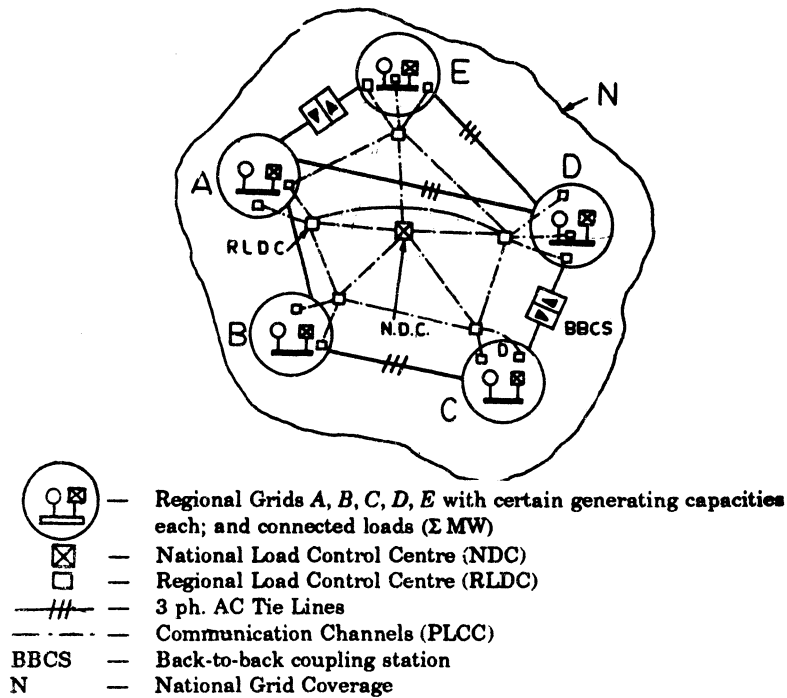 E
N
A
D
RLDC
N.D.C.
BBCS
B
D
C
— Regional Grids A, B, C, D, E with certain generating capacities
each; and connected loads (Σ MW)
— National Load Control Centre (NDC)
— Regional Load Control Centre (RLDC)
— 3 ph. AC Tie Lines
— Communication Channels (PLCC)
BBCS — Back-to-back coupling station
N — National Grid Coverage